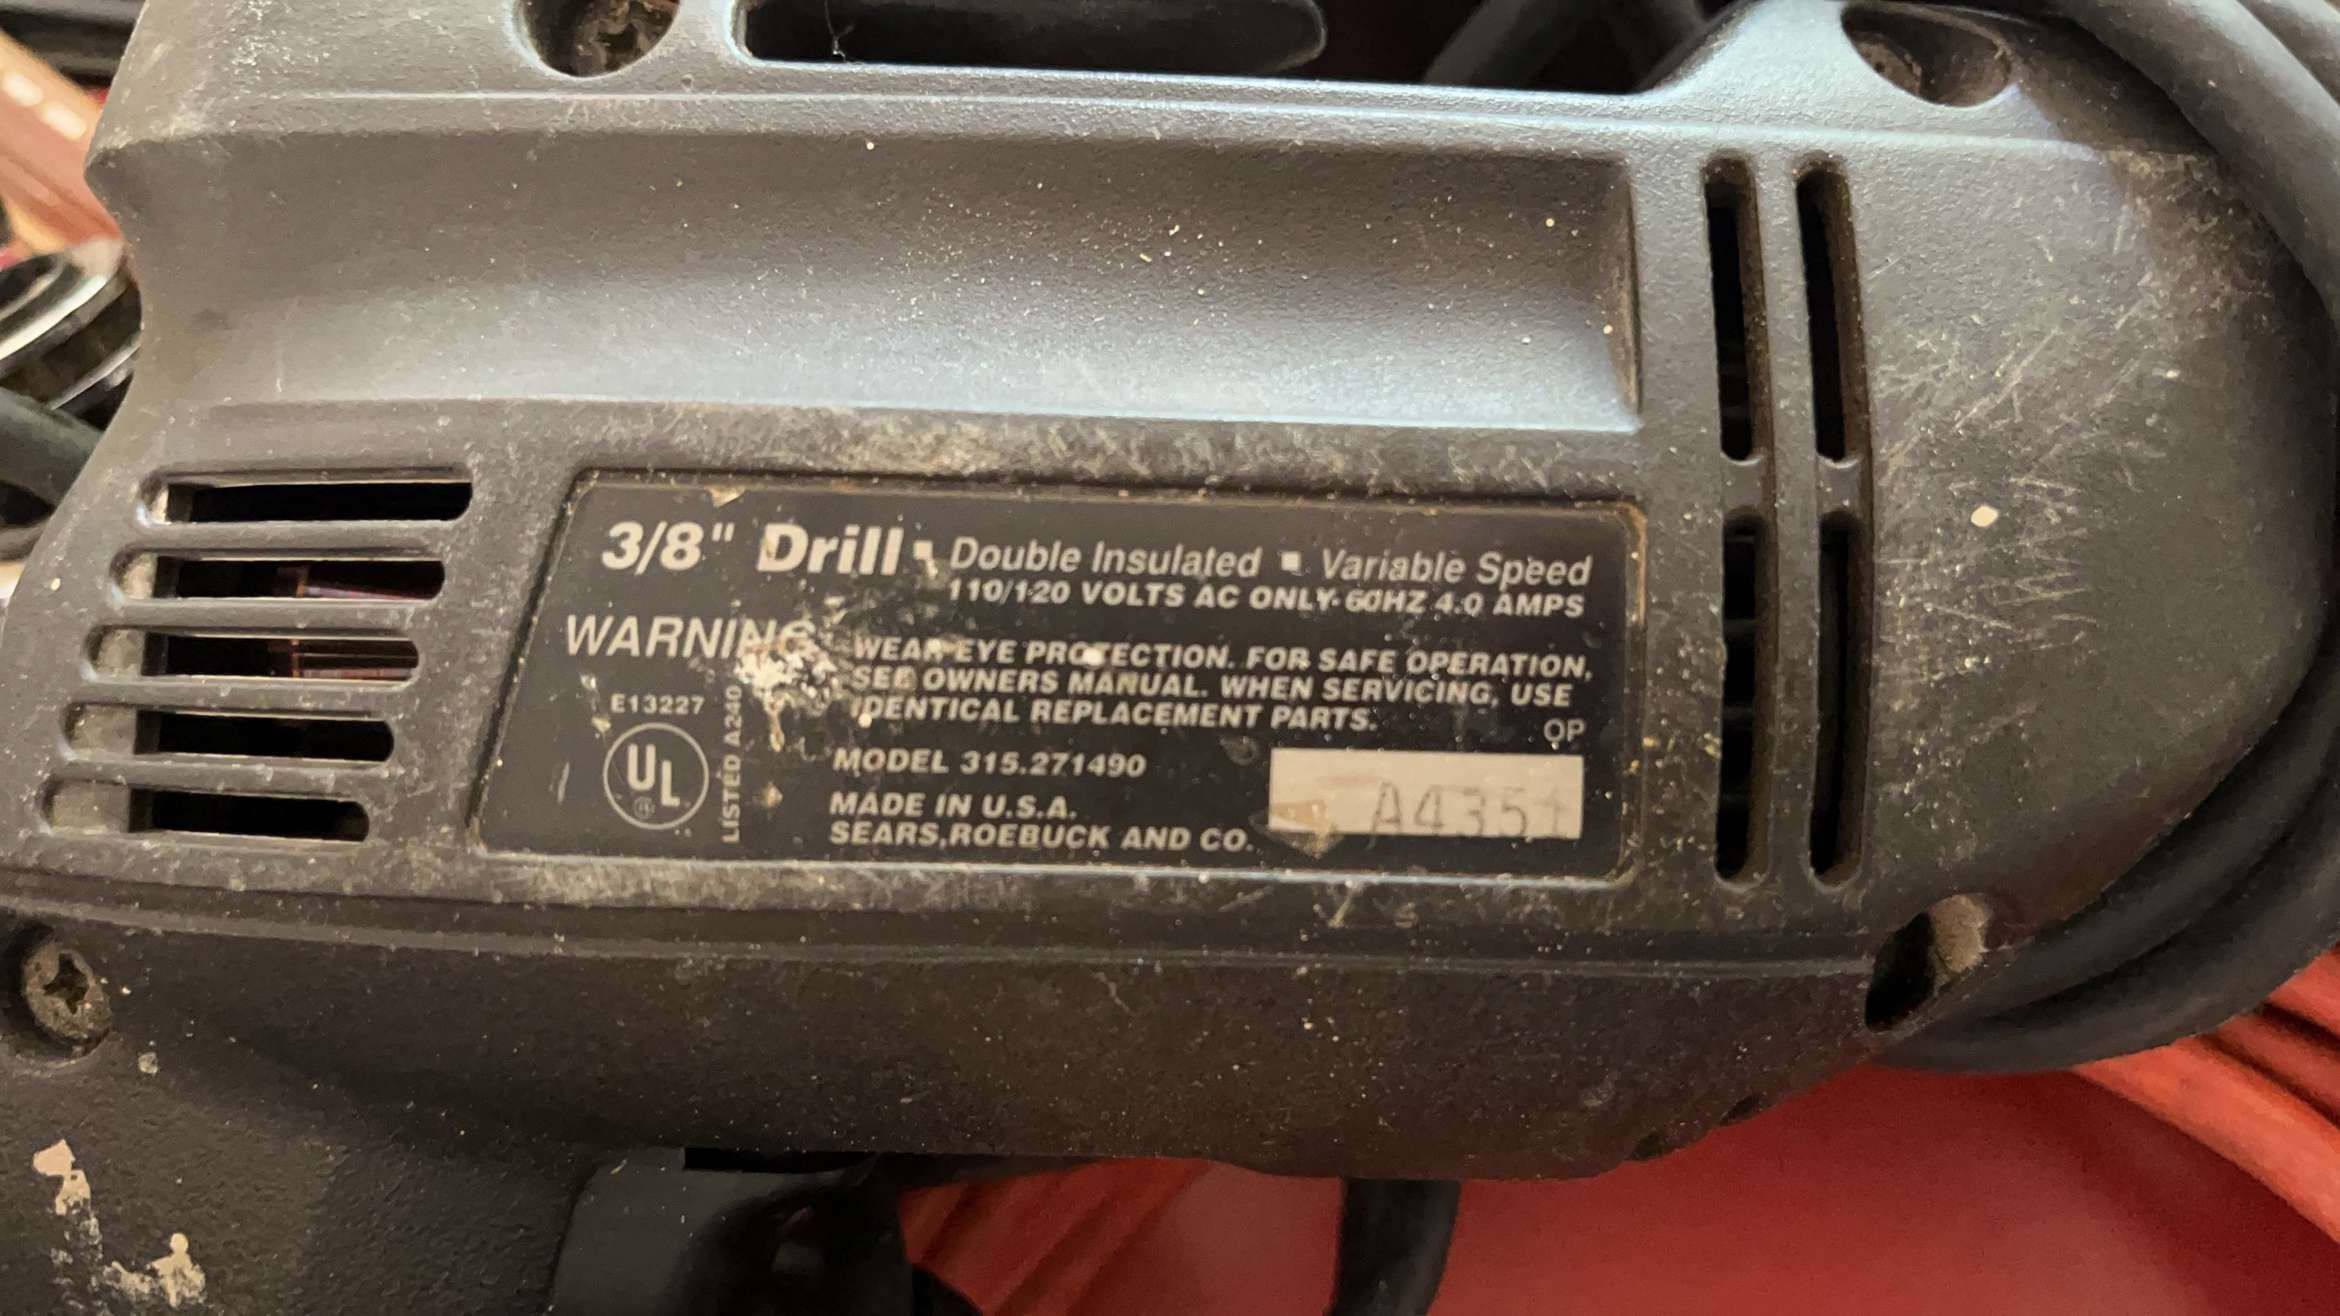 3/8" Drill ▪ Double Insulated ▪ Variable Speed
110/120 VOLTS AC ONLY-60HZ 4.0 AMPS
WARNING: WEAR EYE PROTECTION. FOR SAFE OPERATION,
SEE OWNERS MANUAL. WHEN SERVICING, USE
IDENTICAL REPLACEMENT PARTS.
QP
E13227
UL
LISTED A240
MODEL 315.271490
MADE IN U.S.A.
SEARS,ROEBUCK AND CO.
A4351